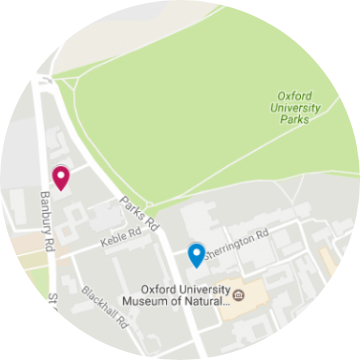 Oxford
University
Parks
Banbury Rd
Parks Rd
Keble Rd
Sherrington Rd
Blackhall Rd
Oxford University
Museum of Natural...
St